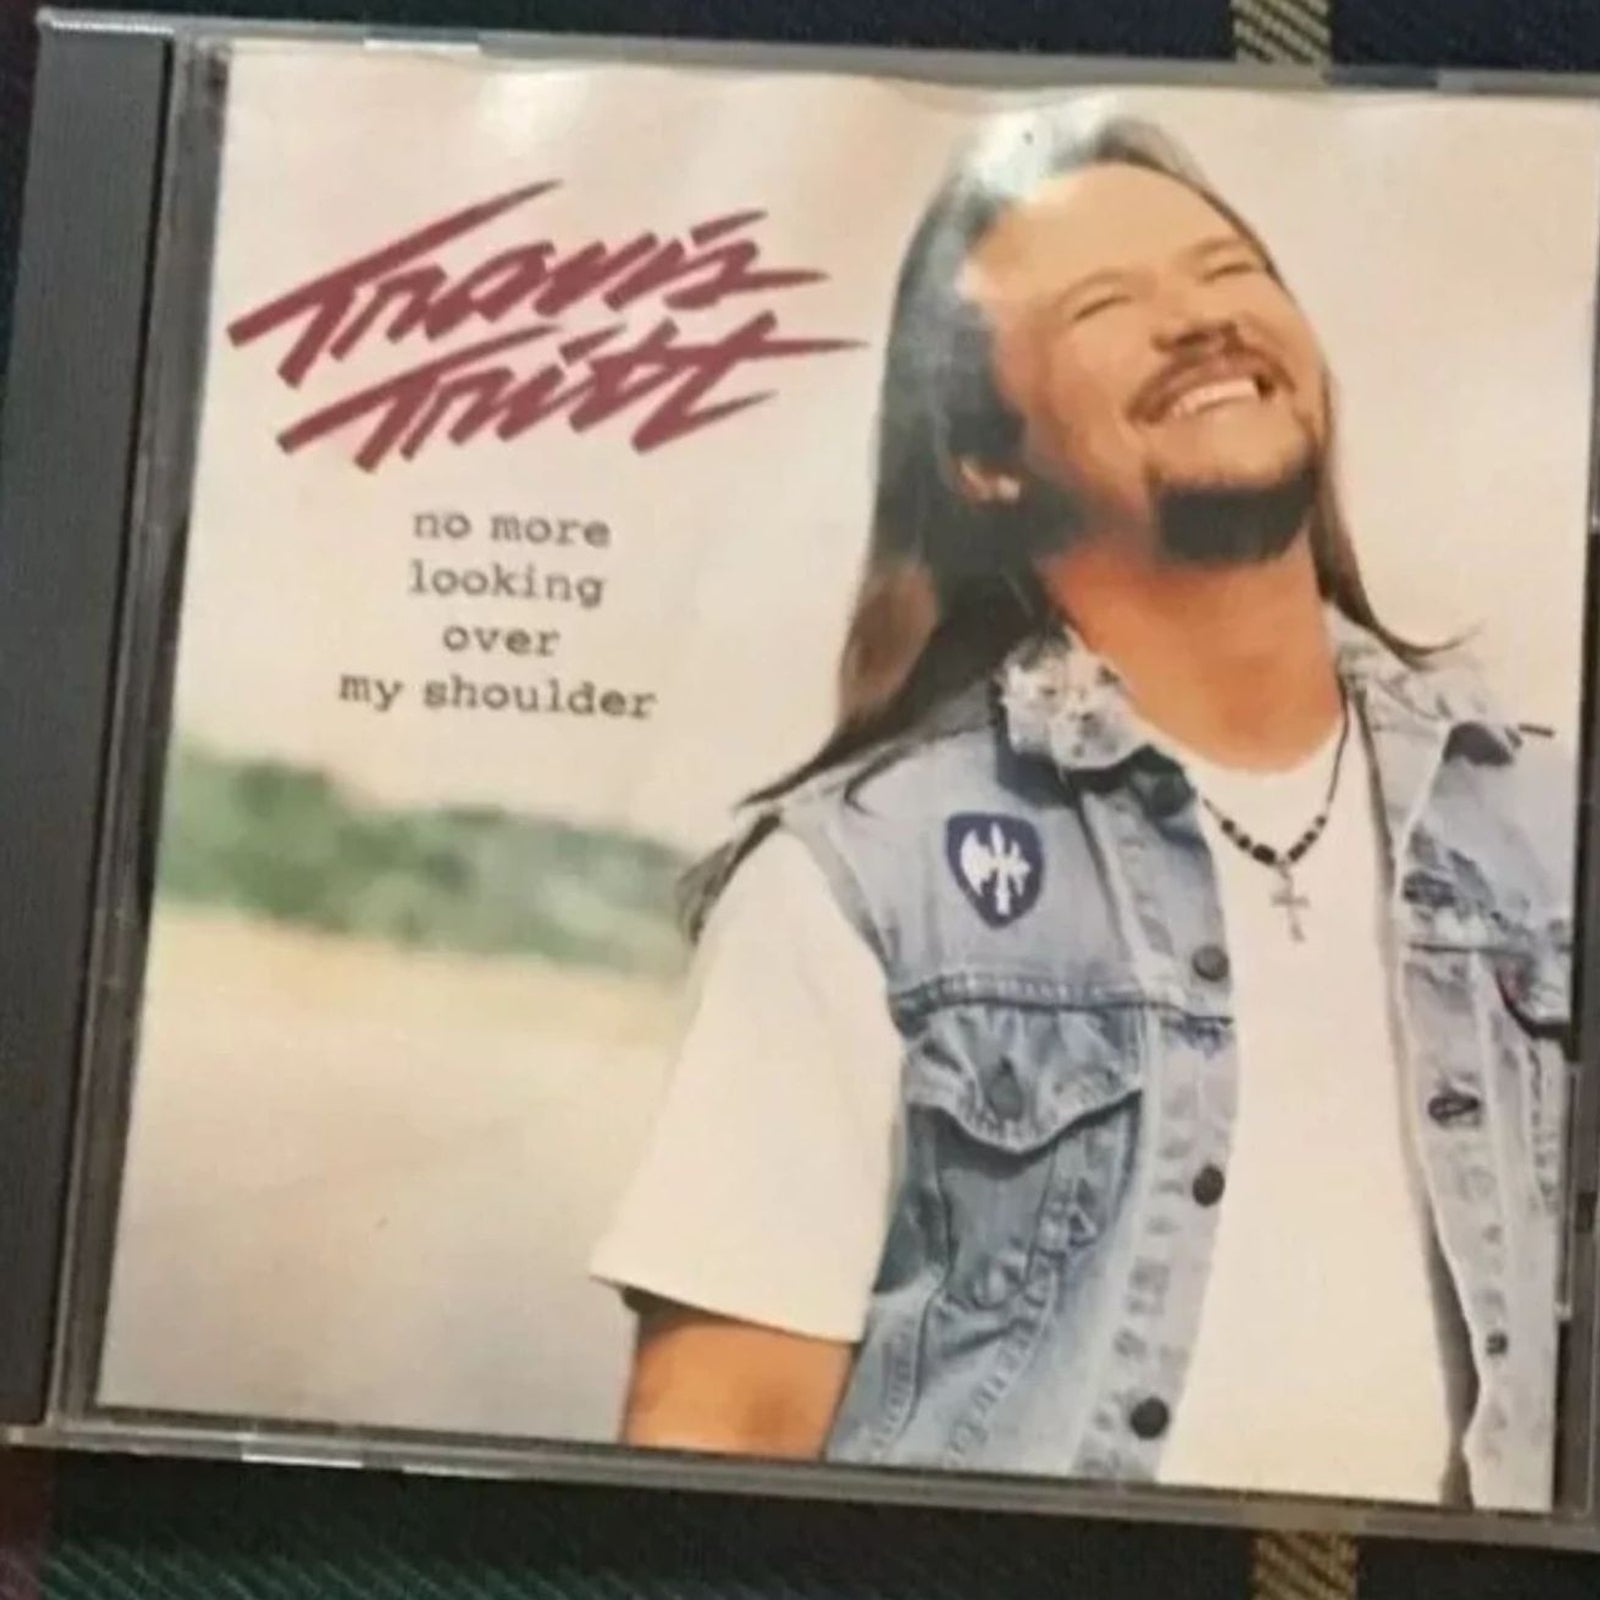 Travis
Tritt
no more
looking
over
my shoulder